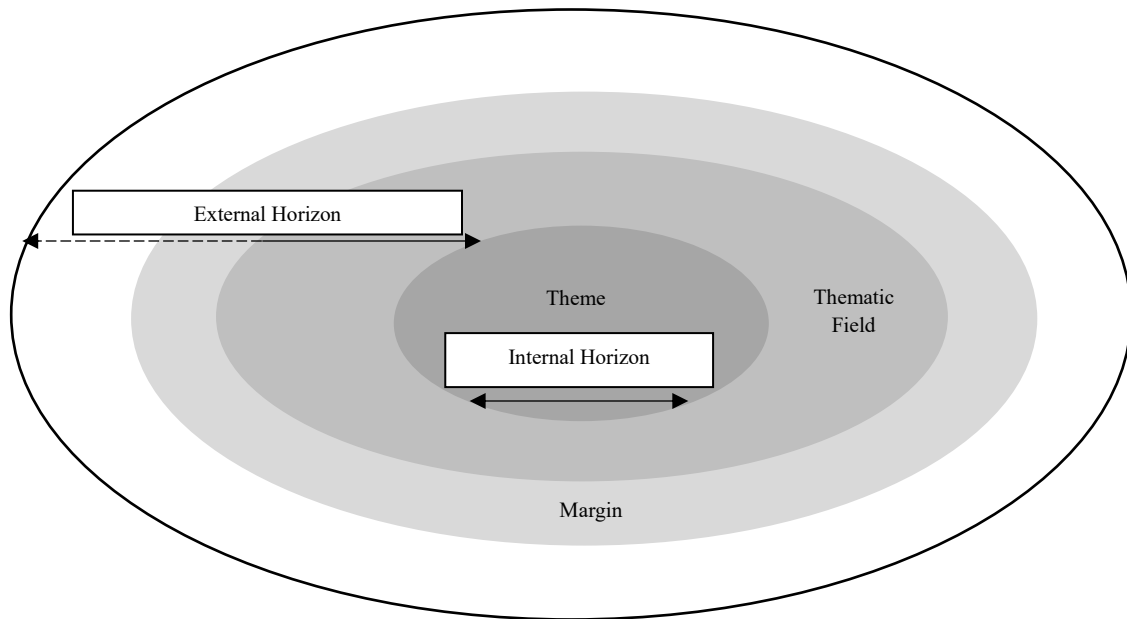 External Horizon
Theme
Thematic
Field
Internal Horizon
Margin